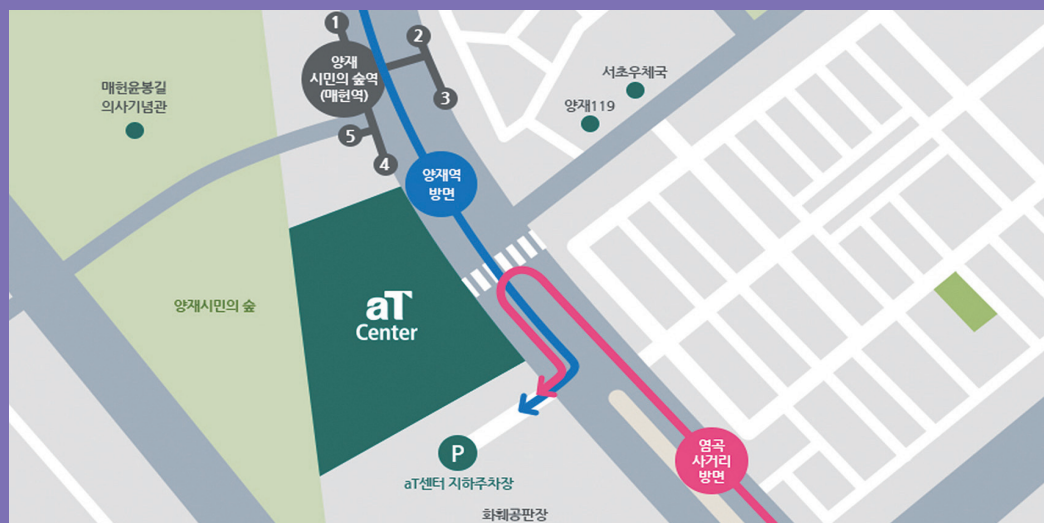 1
양재
시민의 숲역
(매헌역)
2
3
5
4
매헌윤봉길
의사기념관
서초우체국
양재119
양재역
방면
양재시민의 숲
aT
Center
P
aT센터 지하주차장
염곡
사거리
방면
화훼공판장